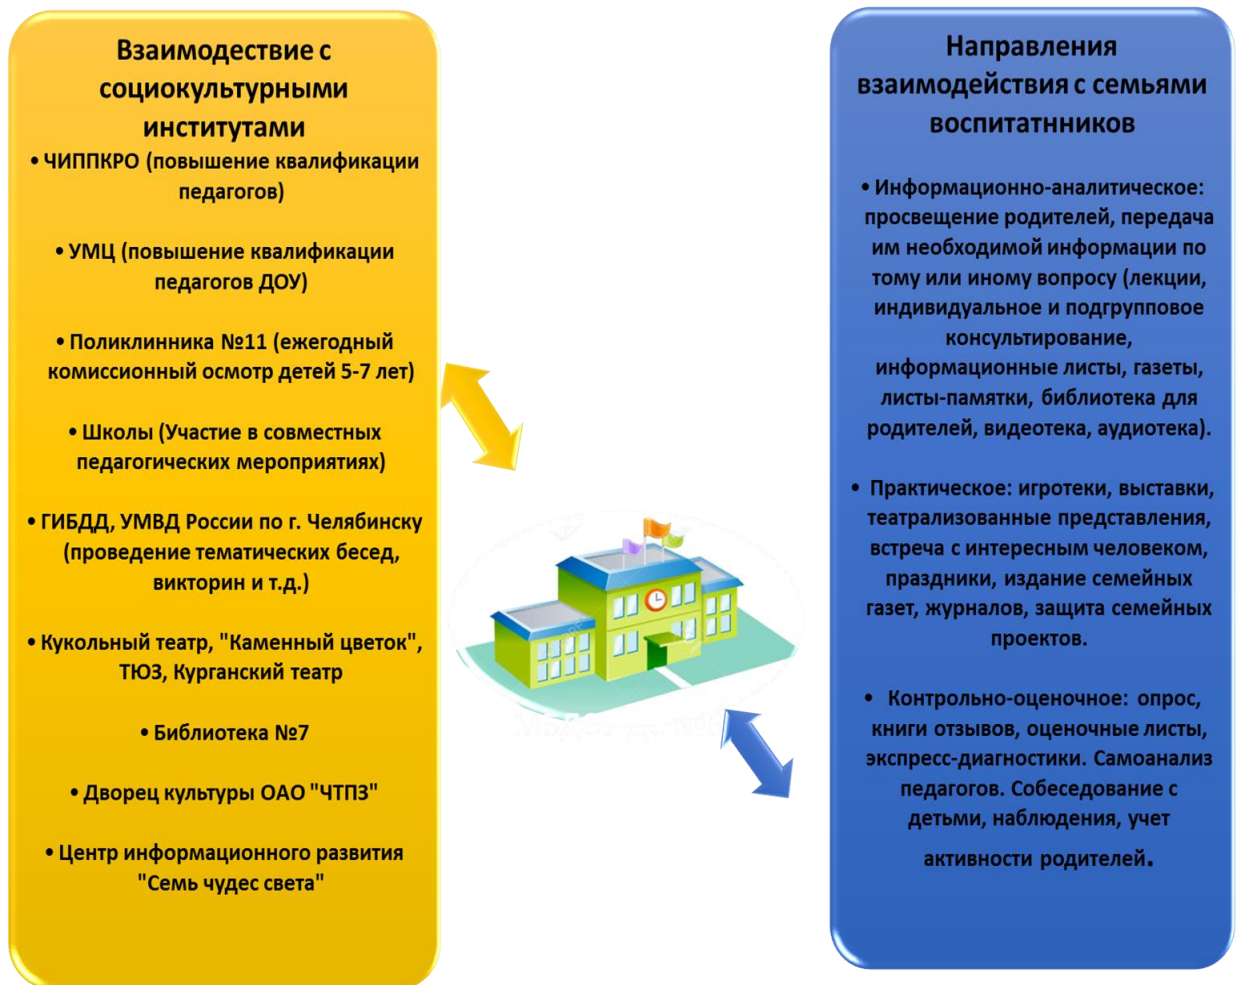 Взаимодествие с
социокультурными
институтами
• ЧИППКРО (повышение квалификации
педагогов)
• УМЦ (повышение квалификации
педагогов ДОУ)
• Поликлинника №11 (ежегодный
комиссионный осмотр детей 5-7 лет)
• Школы (Участие в совместных
педагогических мероприятиях)
• ГИБДД, УМВД России по г. Челябинску
(проведение тематических бесед,
викторин и т.д.)
• Кукольный театр, "Каменный цветок",
ТЮЗ, Курганский театр
• Библиотека №7
• Дворец культуры ОАО "ЧТПЗ"
• Центр информационного развития
"Семь чудес света"
Направления
взаимодействия с семьями
воспитатнников
• Информационно-аналитическое:
просвещение родителей, передача
им необходимой информации по
тому или иному вопросу (лекции,
индивидуальное и подгрупповое
консультирование,
информационные листы, газеты,
листы-памятки, библиотека для
родителей, видеотека, аудиотека).
• Практическое: игротеки, выставки,
театрализованные представления,
встреча с интересным человеком,
праздники, издание семейных
газет, журналов, защита семейных
проектов.
• Контрольно-оценочное: опрос,
книги отзывов, оценочные листы,
экспресс-диагностики. Самоанализ
педагогов. Собеседование с
детьми, наблюдения, учет
активности родителей.